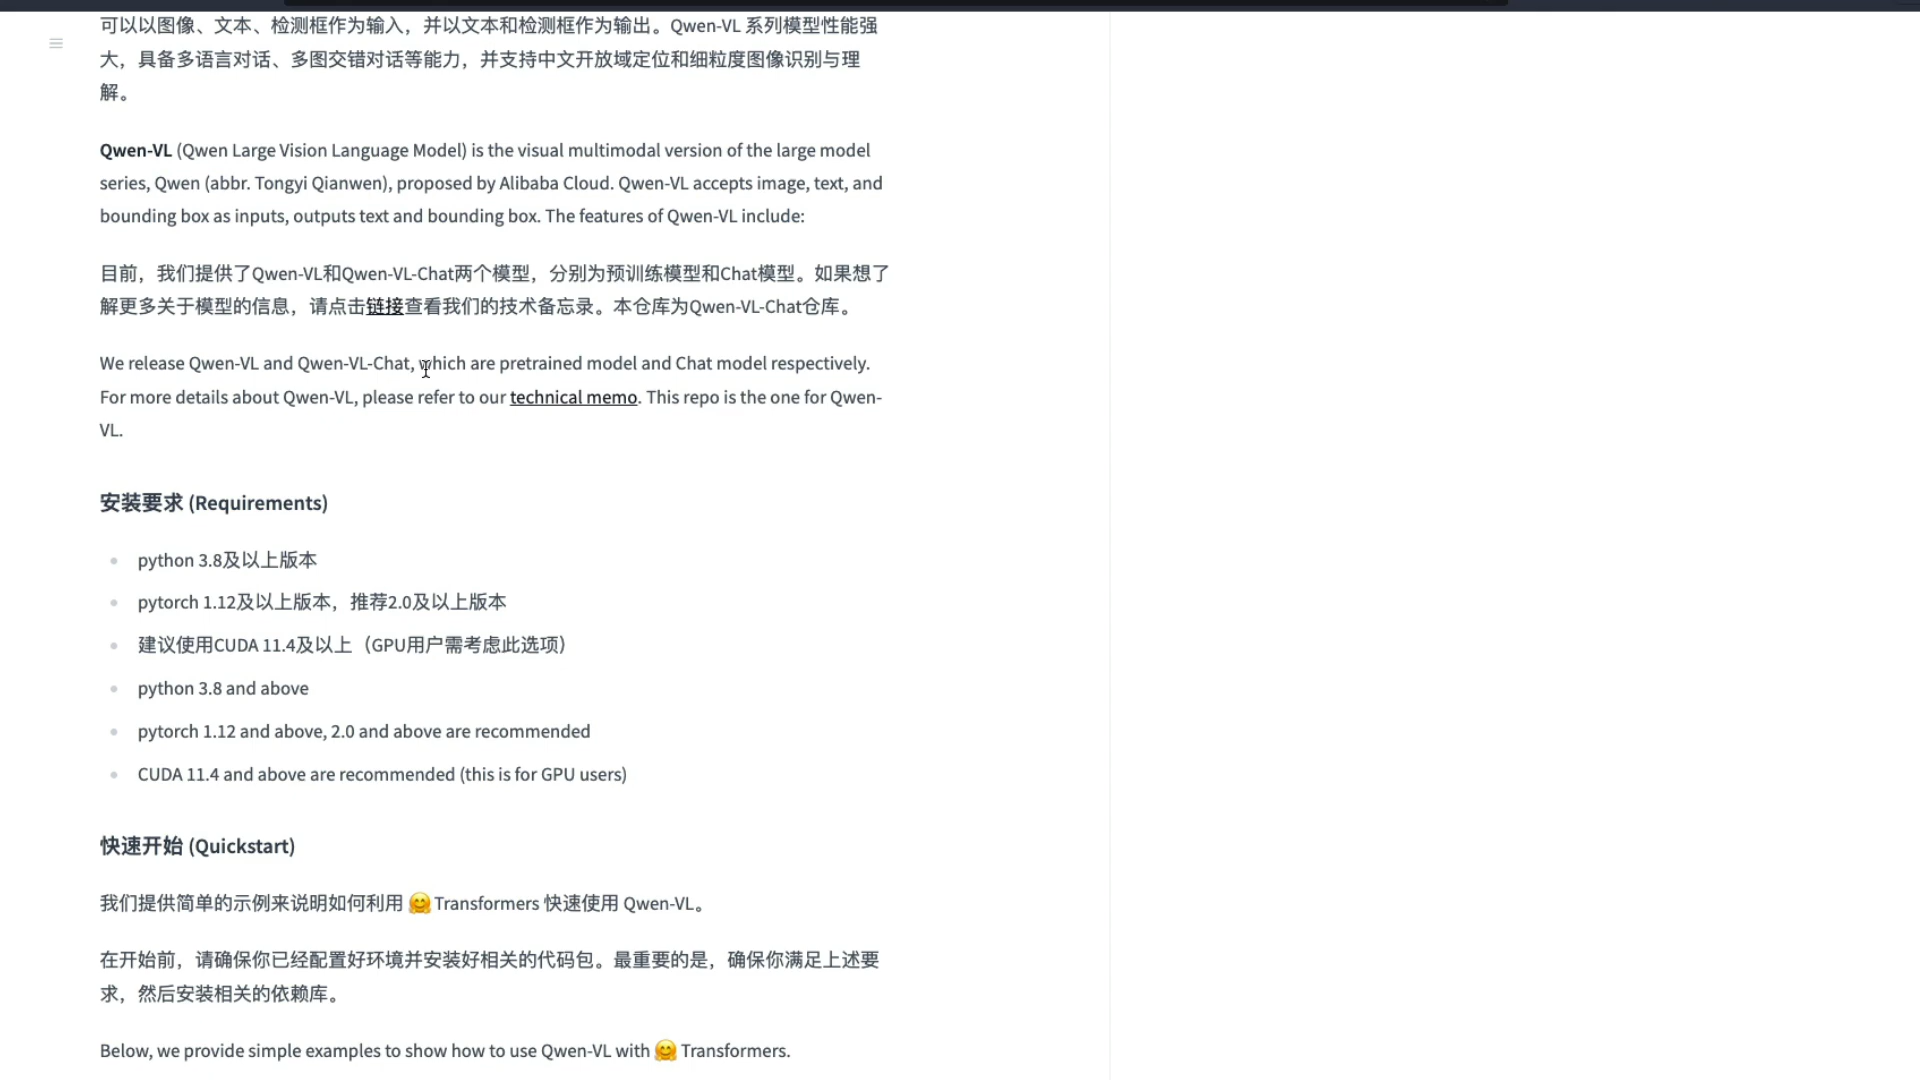 可以以图像、文本、检测框作为输入，并以文本和检测框作为输出。Qwen-VL 系列模型性能强
大，具备多语言对话、多图交错对话等能力，并支持中文开放域定位和细粒度图像识别与理
解。
Qwen-VL (Qwen Large Vision Language Model) is the visual multimodal version of the large model
series, Qwen (abbr. Tongyi Qianwen), proposed by Alibaba Cloud. Qwen-VL accepts image, text, and
bounding box as inputs, outputs text and bounding box. The features of Qwen-VL include:
目前，我们提供了Qwen-VL和Qwen-VL-Chat两个模型，分别为预训练模型和Chat模型。如果想了
解更多关于模型的信息，请点击链接查看我们的技术备忘录。本仓库为Qwen-VL-Chat仓库。
We release Qwen-VL and Qwen-VL-Chat, which are pretrained model and Chat model respectively.
For more details about Qwen-VL, please refer to our technical memo. This repo is the one for Qwen-
VL.
安装要求 (Requirements)
python 3.8及以上版本
pytorch 1.12及以上版本，推荐2.0及以上版本
建议使用CUDA 11.4及以上（GPU用户需考虑此选项）
python 3.8 and above
pytorch 1.12 and above, 2.0 and above are recommended
CUDA 11.4 and above are recommended (this is for GPU users)
快速开始 (Quickstart)
我们提供简单的示例来说明如何利用 🤗 Transformers 快速使用 Qwen-VL。
在开始前，请确保你已经配置好环境并安装好相关的代码包。最重要的是，确保你满足上述要
求，然后安装相关的依赖库。
Below, we provide simple examples to show how to use Qwen-VL with 🤗 Transformers.